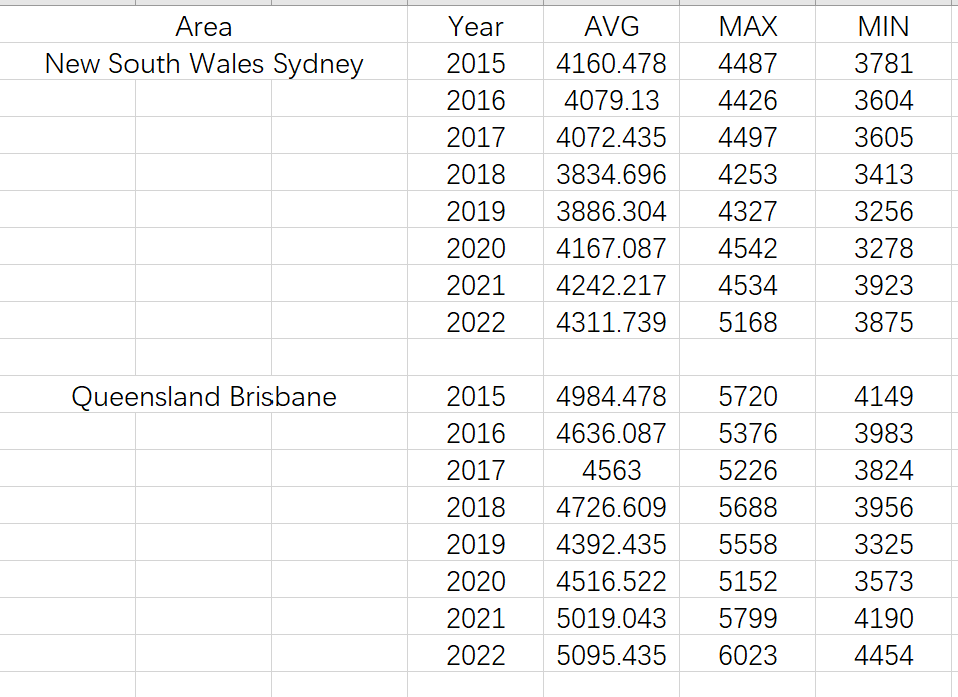 Area Year AVG MAX MIN
New South Wales Sydney 2015 4160.478 4487 3781
2016 4079.13 4426 3604
2017 4072.435 4497 3605
2018 3834.696 4253 3413
2019 3886.304 4327 3256
2020 4167.087 4542 3278
2021 4242.217 4534 3923
2022 4311.739 5168 3875
Queensland Brisbane 2015 4984.478 5720 4149
2016 4636.087 5376 3983
2017 4563 5226 3824
2018 4726.609 5688 3956
2019 4392.435 5558 3325
2020 4516.522 5152 3573
2021 5019.043 5799 4190
2022 5095.435 6023 4454